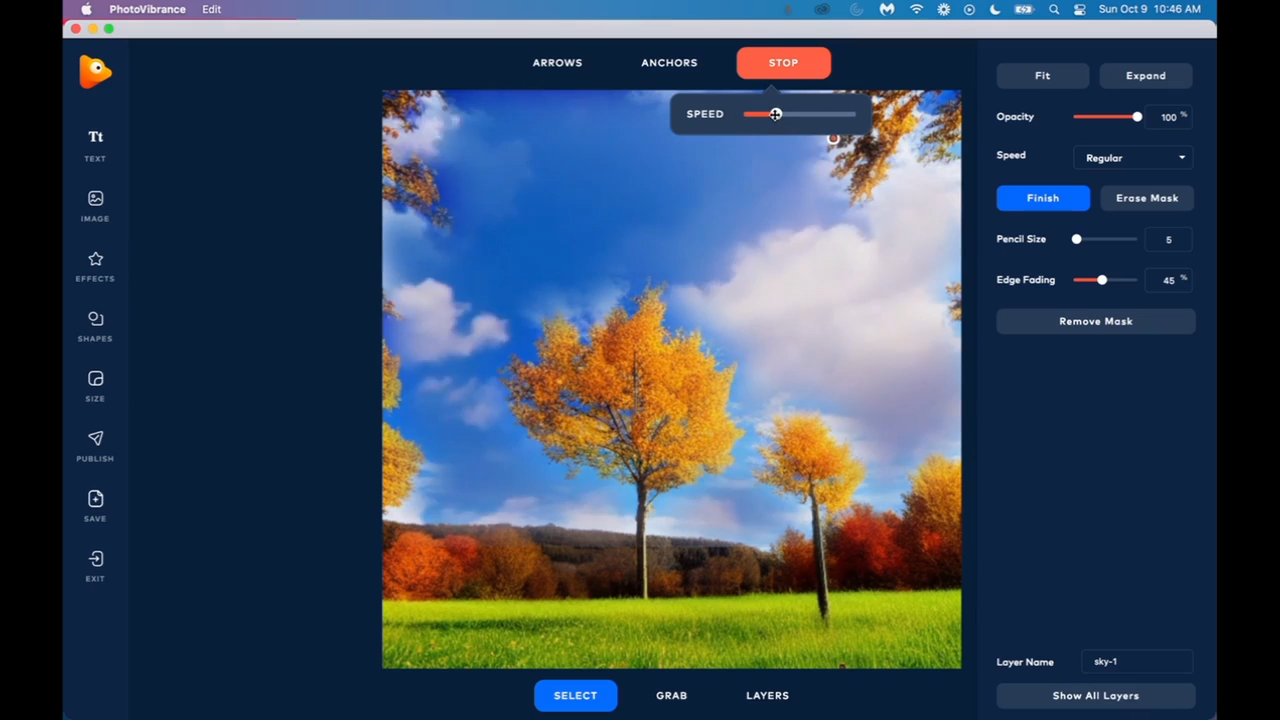 PhotoVibrance Edit Sun Oct 9 10:46 AM
ARROWS ANCHORS STOP
SPEED
Tt
TEXT
IMAGE
EFFECTS
SHAPES
SIZE
PUBLISH
SAVE
EXIT
Fit Expand
Opacity 100 %
Speed Regular
Finish Erase Mask
Pencil Size 5
Edge Fading 45 %
Remove Mask
Layer Name sky-1
Show All Layers
SELECT GRAB LAYERS